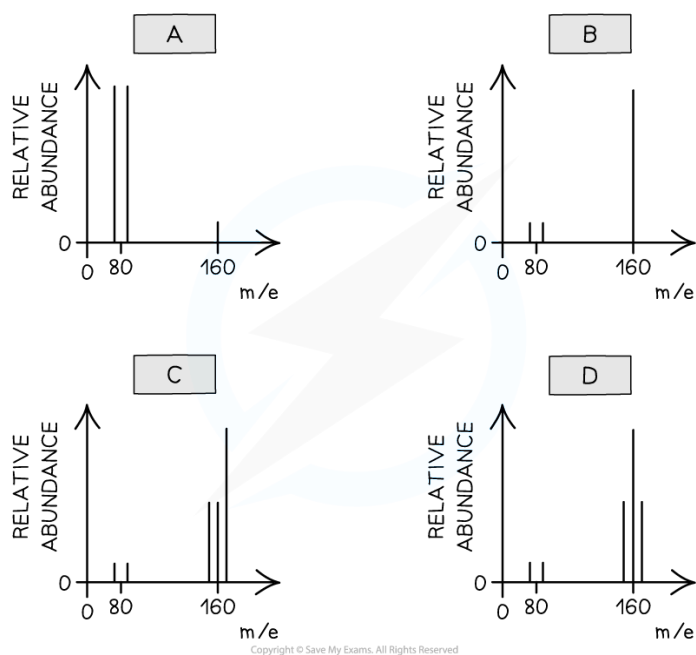 A
RELATIVE
ABUNDANCE
0
0
80
160
m/e
B
RELATIVE
ABUNDANCE
0
0
80
160
m/e
C
RELATIVE
ABUNDANCE
0
0
80
160
m/e
D
RELATIVE
ABUNDANCE
0
0
80
160
m/e
Copyright © Save My Exams. All Rights Reserved